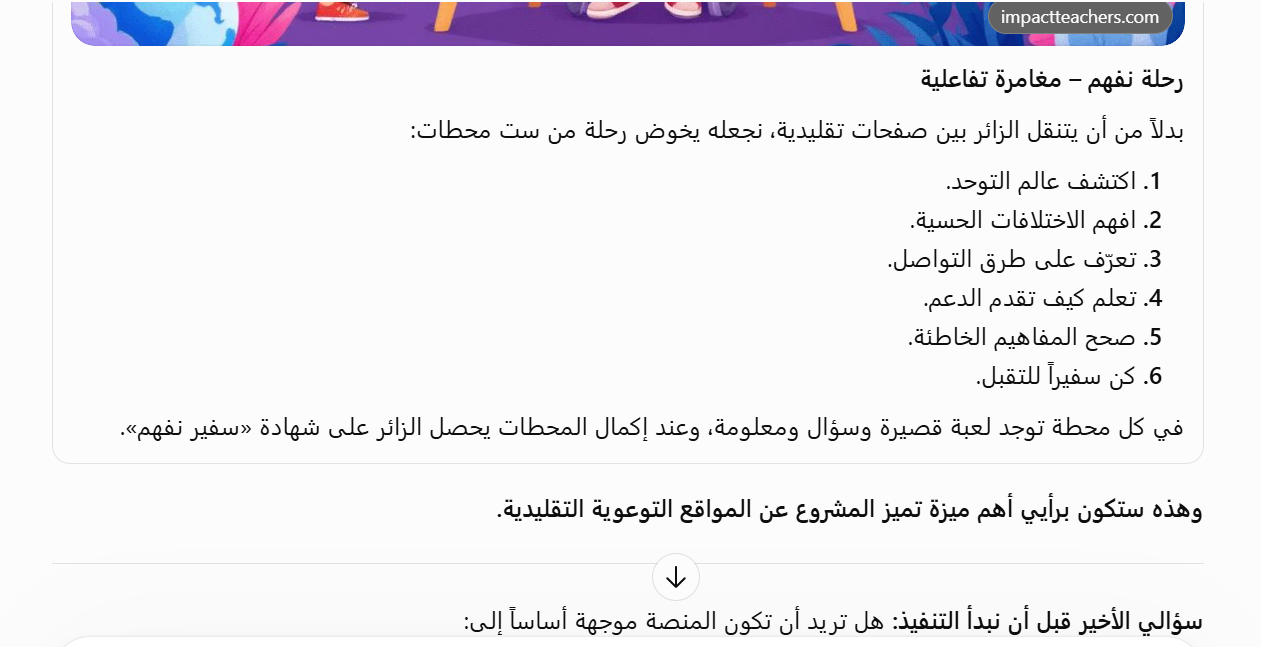 impactteachers.com
رحلة نفهم – مغامرة تفاعلية
بدلاً من أن يتنقل الزائر بين صفحات تقليدية، نجعله يخوض رحلة من ست محطات:
1. اكتشف عالم التوحد.
2. افهم الاختلافات الحسية.
3. تعرّف على طرق التواصل.
4. تعلم كيف تقدم الدعم.
5. صحح المفاهيم الخاطئة.
6. كن سفيراً للتقبل.
في كل محطة توجد لعبة قصيرة وسؤال ومعلومة، وعند إكمال المحطات يحصل الزائر على شهادة «سفير نفهم».
وهذه ستكون برأيي أهم ميزة تميز المشروع عن المواقع التوعوية التقليدية.
سؤالي الأخير قبل أن نبدأ التنفيذ: هل تريد أن تكون المنصة موجهة أساساً إلى: